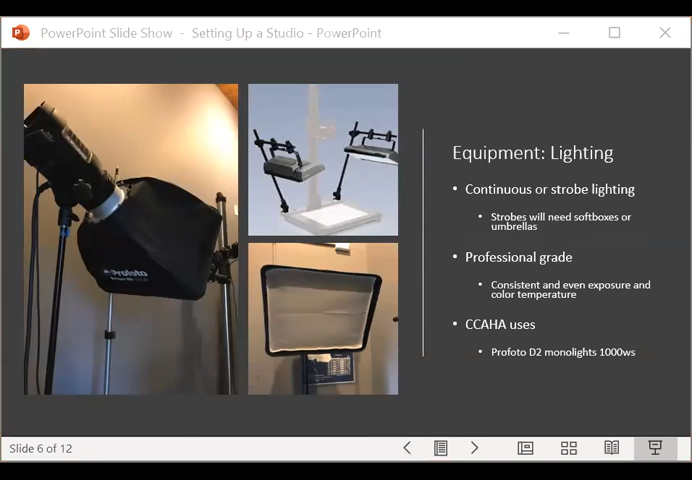 PowerPoint Slide Show - Setting Up a Studio - PowerPoint
Profoto
Equipment: Lighting
• Continuous or strobe lighting
• Strobes will need softboxes or
umbrellas
• Professional grade
• Consistent and even exposure and
color temperature
• CCAHA uses
• Profoto D2 monolights 1000ws
Slide 6 of 12